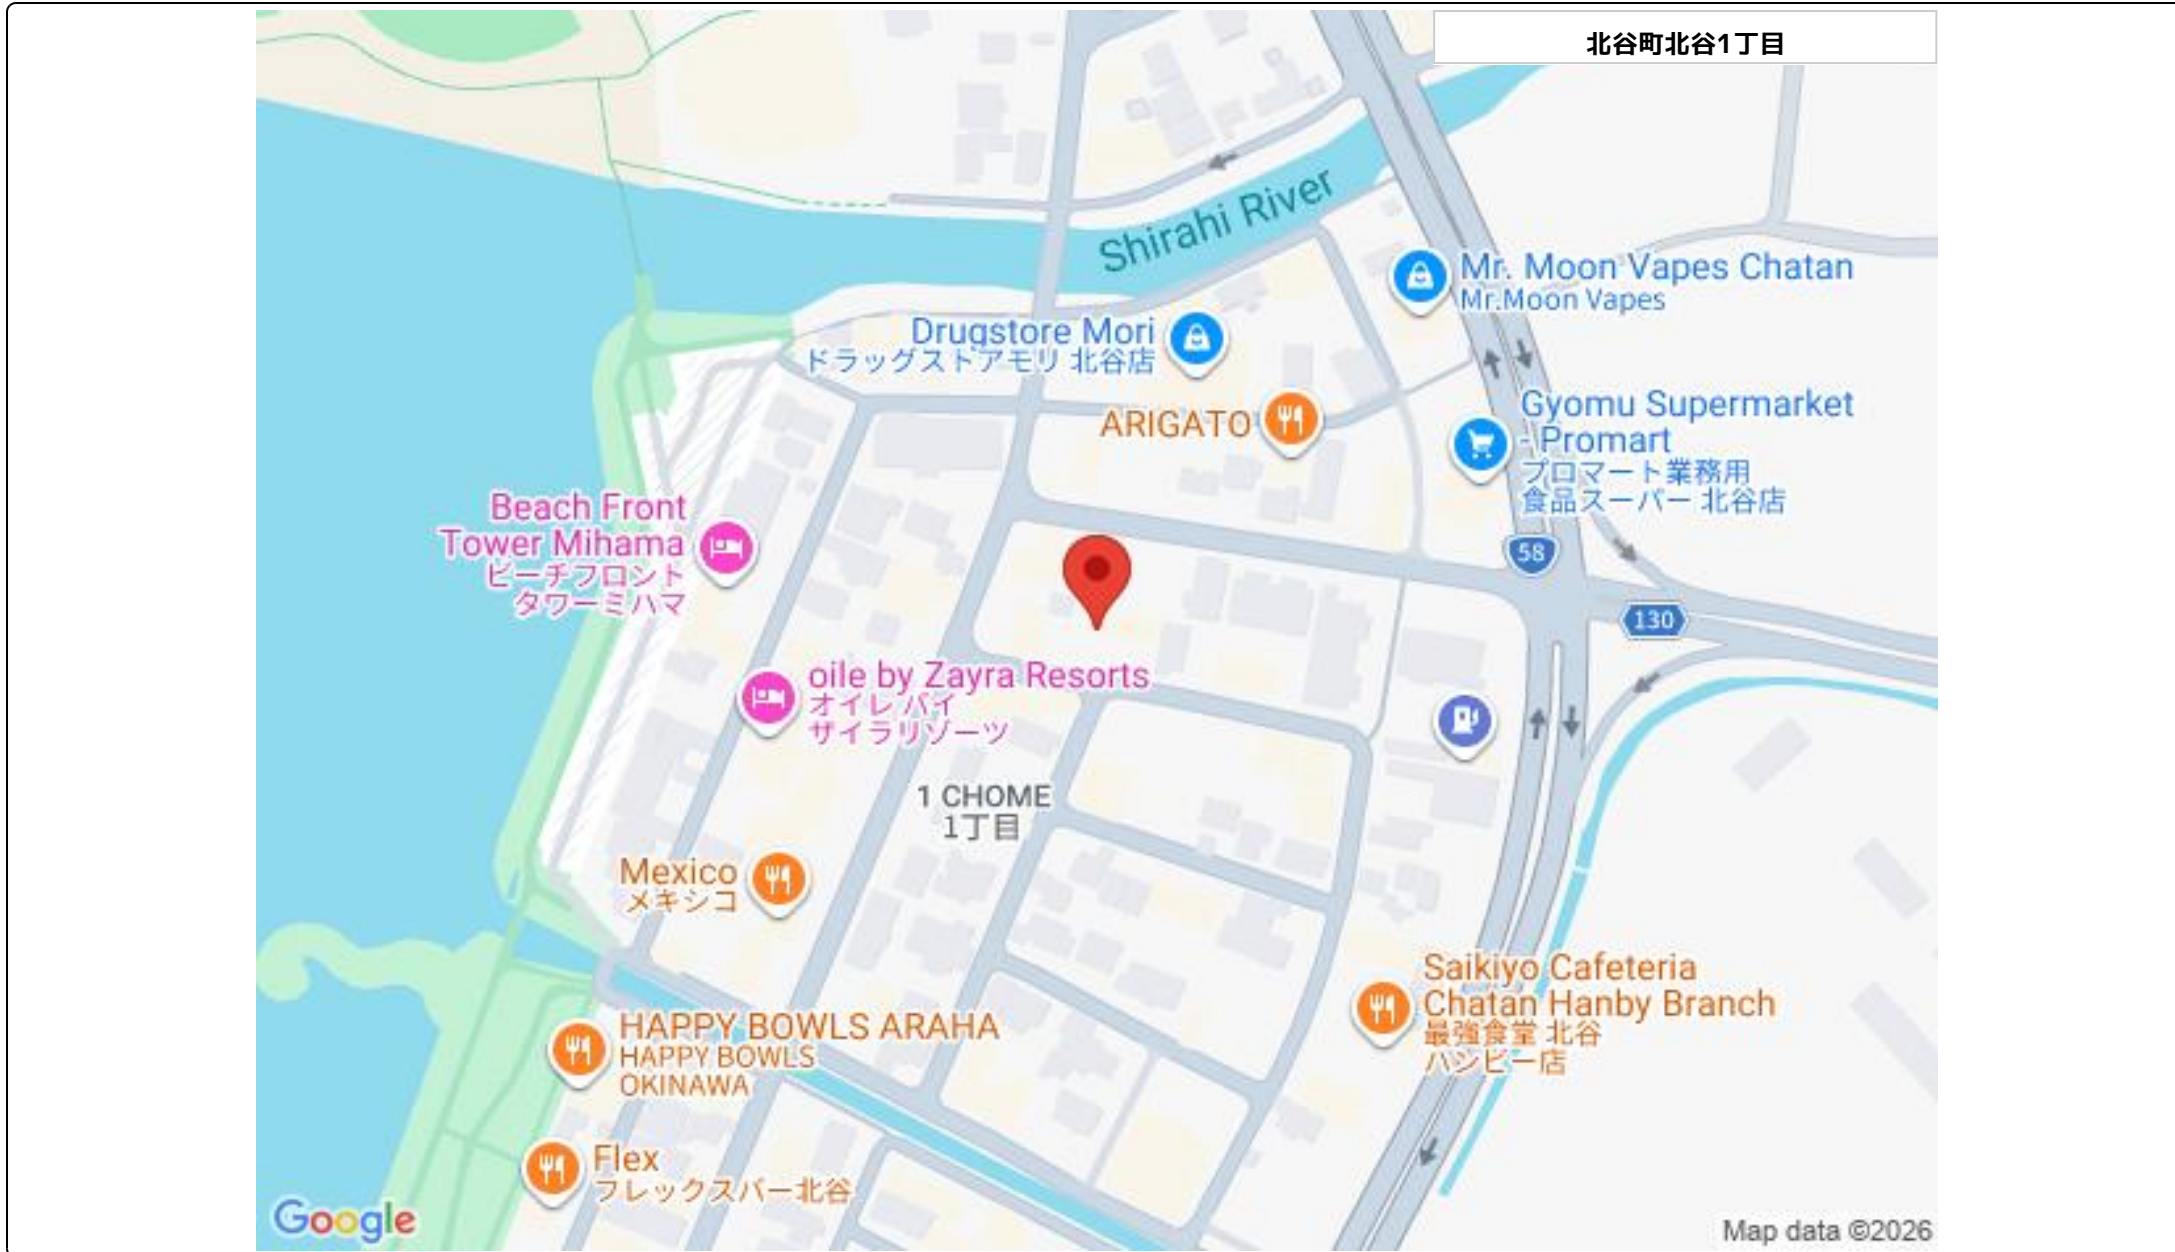 北谷町北谷1丁目
Shirahi River
Mr. Moon Vapes Chatan
Mr.Moon Vapes
Drugstore Mori
ドラッグストアモリ 北谷店
ARIGATO
Gyomu Supermarket
- Promart
プロマート業務用
食品スーパー 北谷店
Beach Front
Tower Mihama
ビーチフロント
タワーミハマ
58
130
oile by Zayra Resorts
オイレ バイ
ザイラリゾーツ
1 CHOME
1丁目
Mexico
メキシコ
Saikiyo Cafeteria
Chatan Hanby Branch
最強食堂 北谷
ハンビー店
HAPPY BOWLS ARAHA
HAPPY BOWLS
OKINAWA
Flex
フレックスバー北谷
Google
Map data ©2026